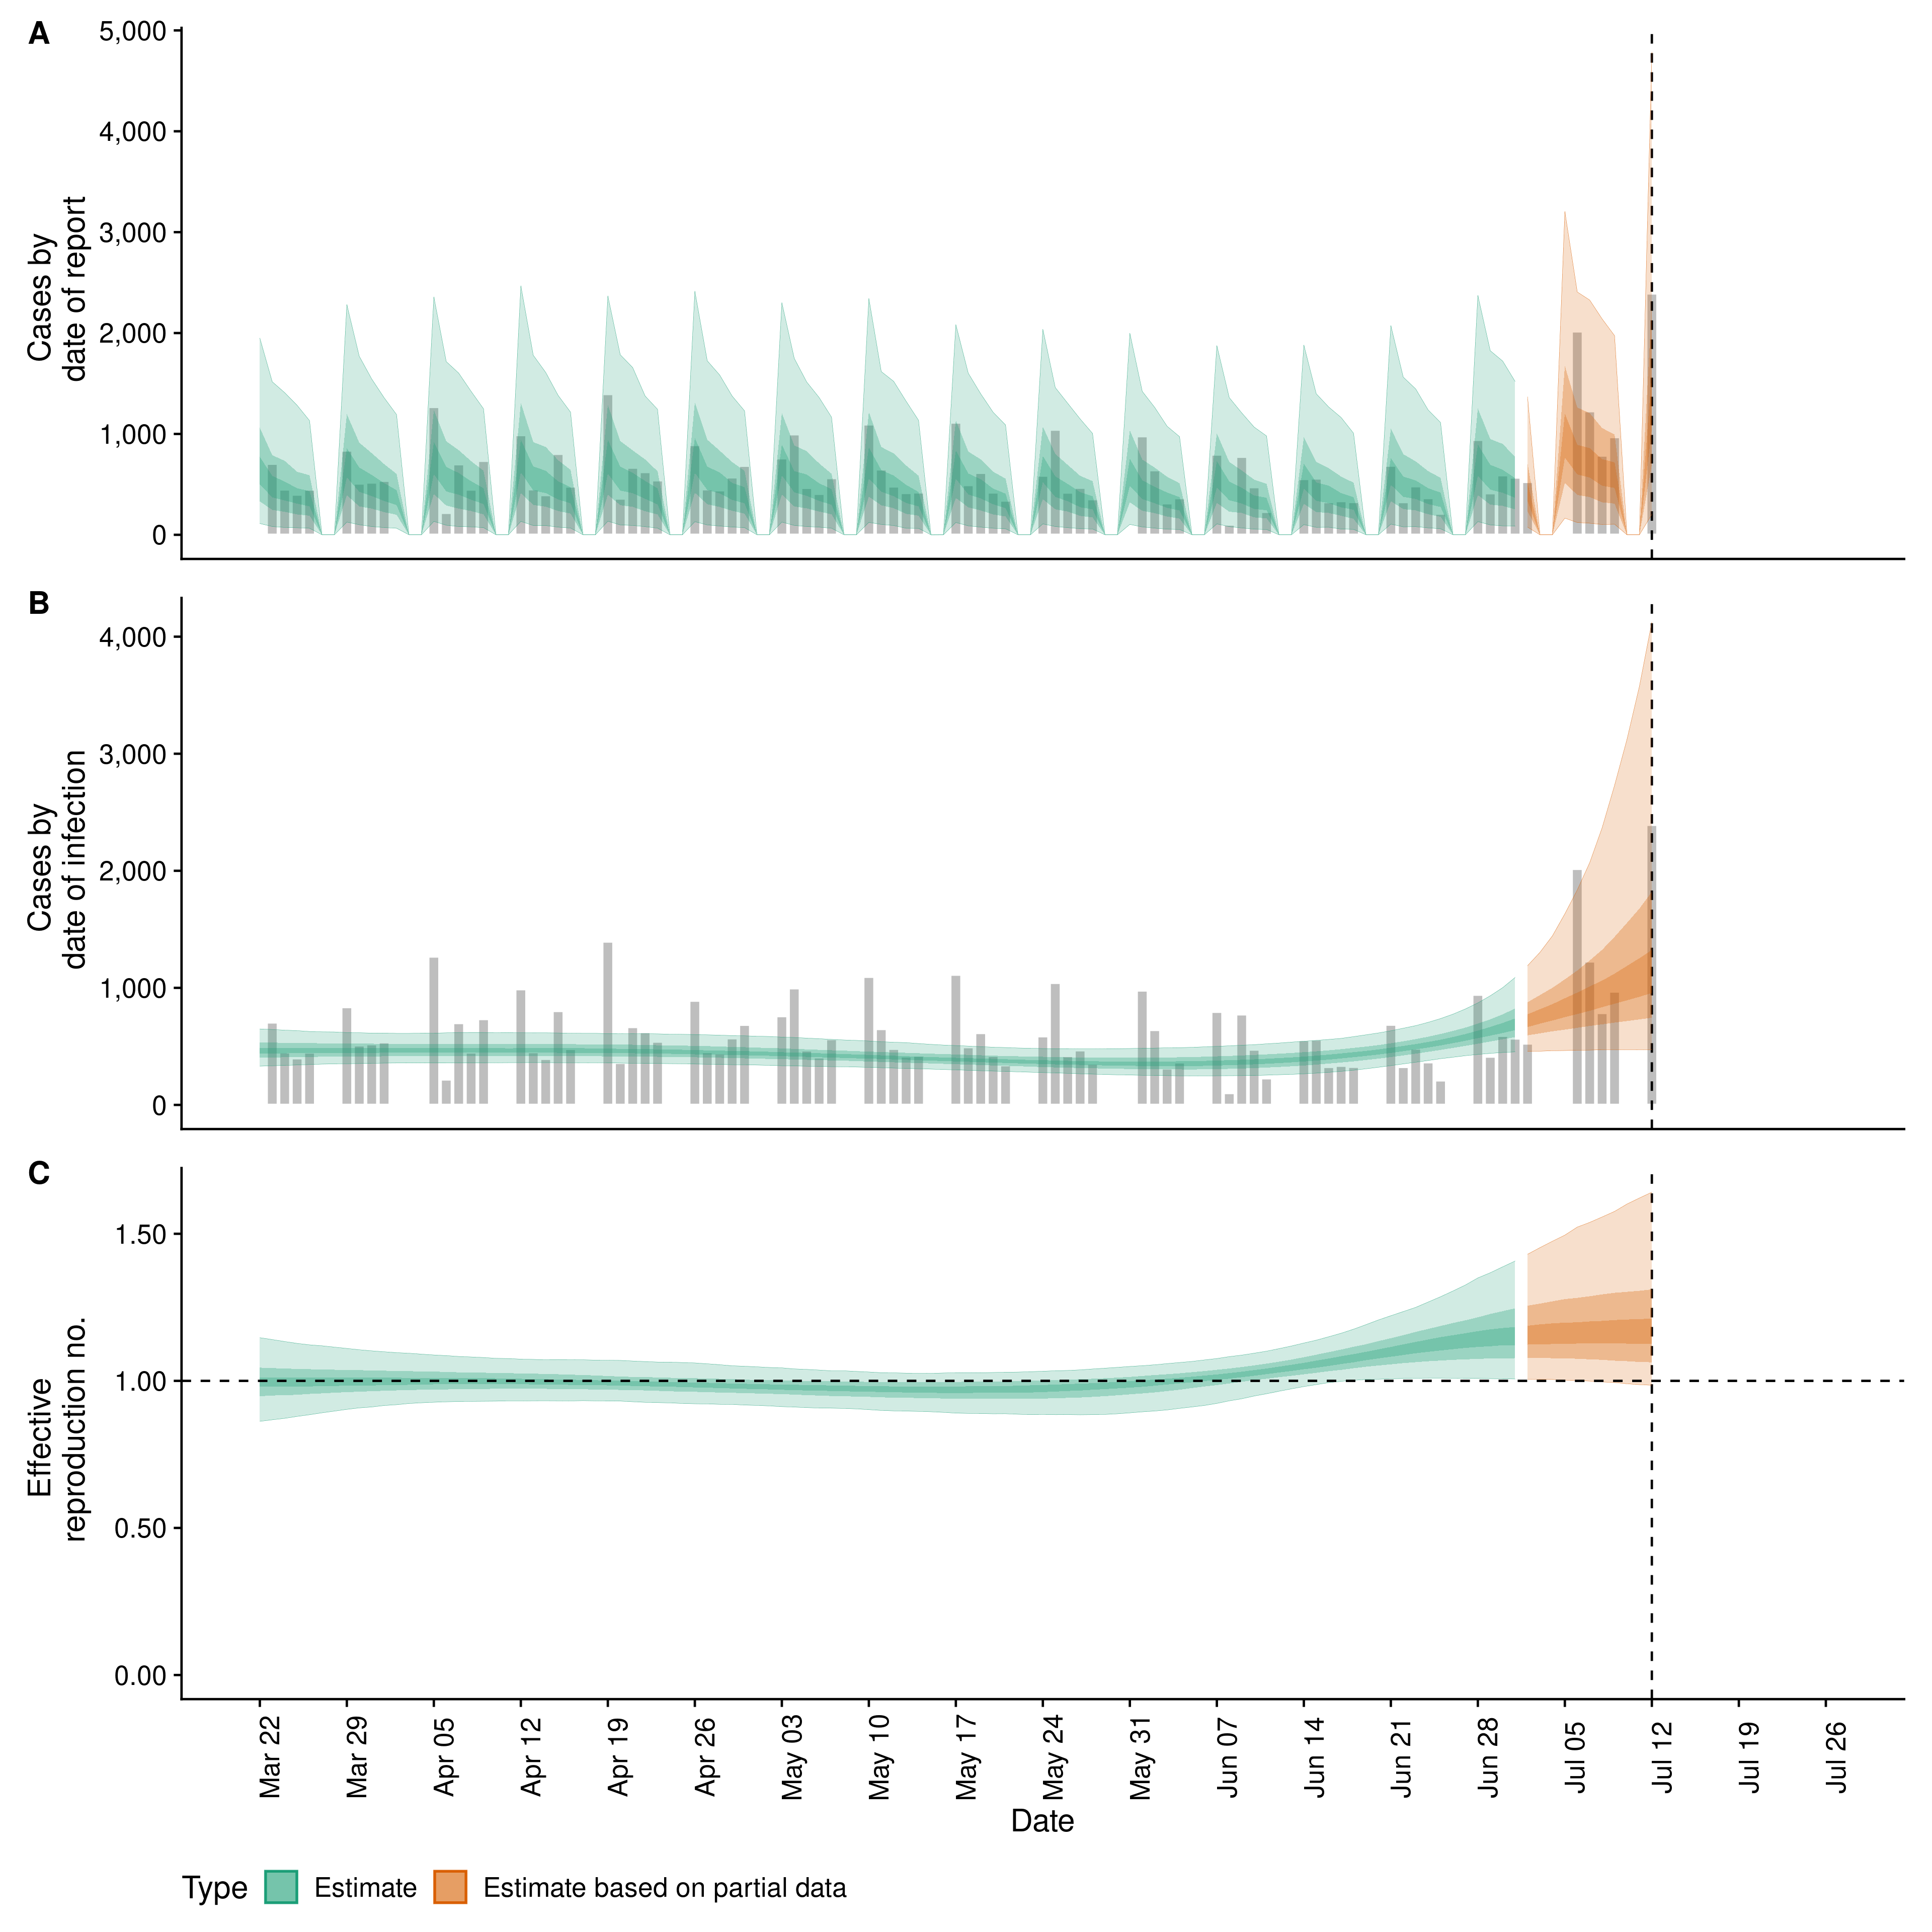 A
5,000
4,000
3,000
2,000
1,000
0
Cases by
date of report
B
4,000
3,000
2,000
1,000
0
Cases by
date of infection
C
1.50
1.00
0.50
0.00
Effective
reproduction no.
Mar 22
Mar 29
Apr 05
Apr 12
Apr 19
Apr 26
May 03
May 10
May 17
May 24
May 31
Jun 07
Jun 14
Jun 21
Jun 28
Jul 05
Jul 12
Jul 19
Jul 26
Date
Type Estimate Estimate based on partial data